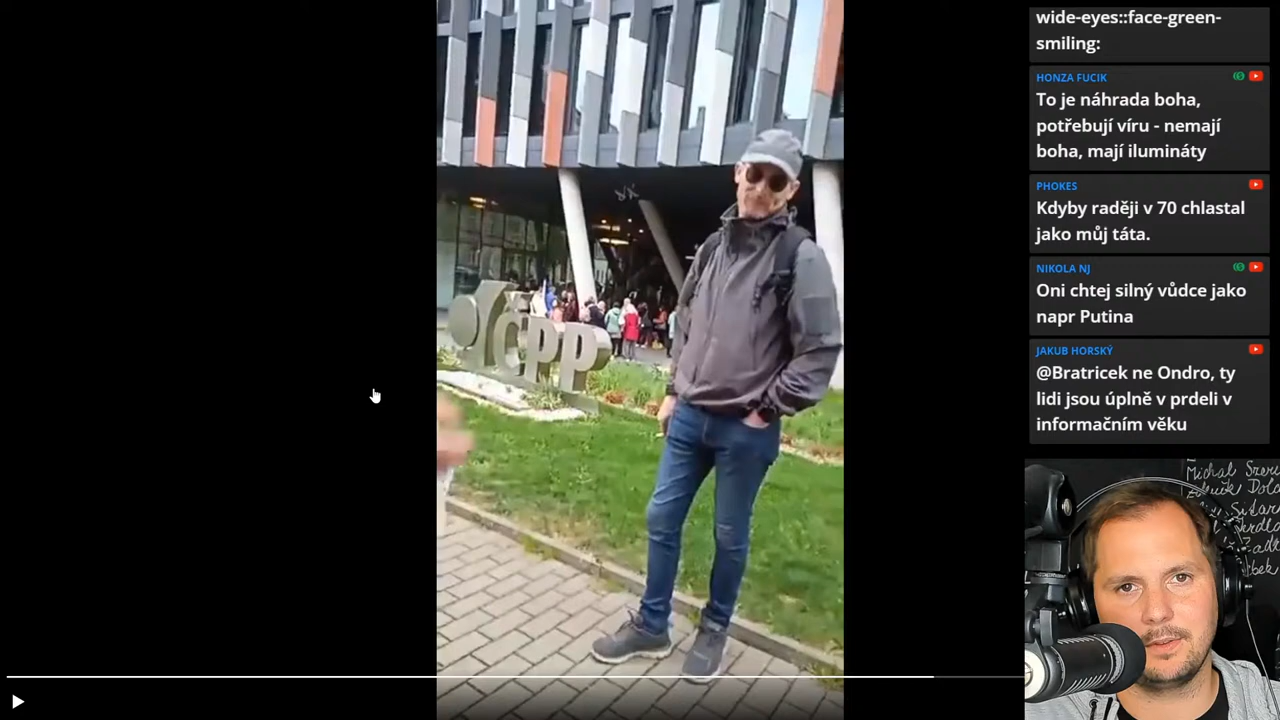 ČPP
wide-eyes::face-green-
smiling:
HONZA FUCIK
To je náhrada boha,
potřebují víru - nemají
boha, mají ilumináty
PHOKES
Kdyby raději v 70 chlastal
jako můj táta.
NIKOLA NJ
Oni chtej silný vůdce jako
napr Putina
JAKUB HORSKÝ
@Bratricek ne Ondro, ty
lidi jsou úplně v prdeli v
informačním věku
Michal